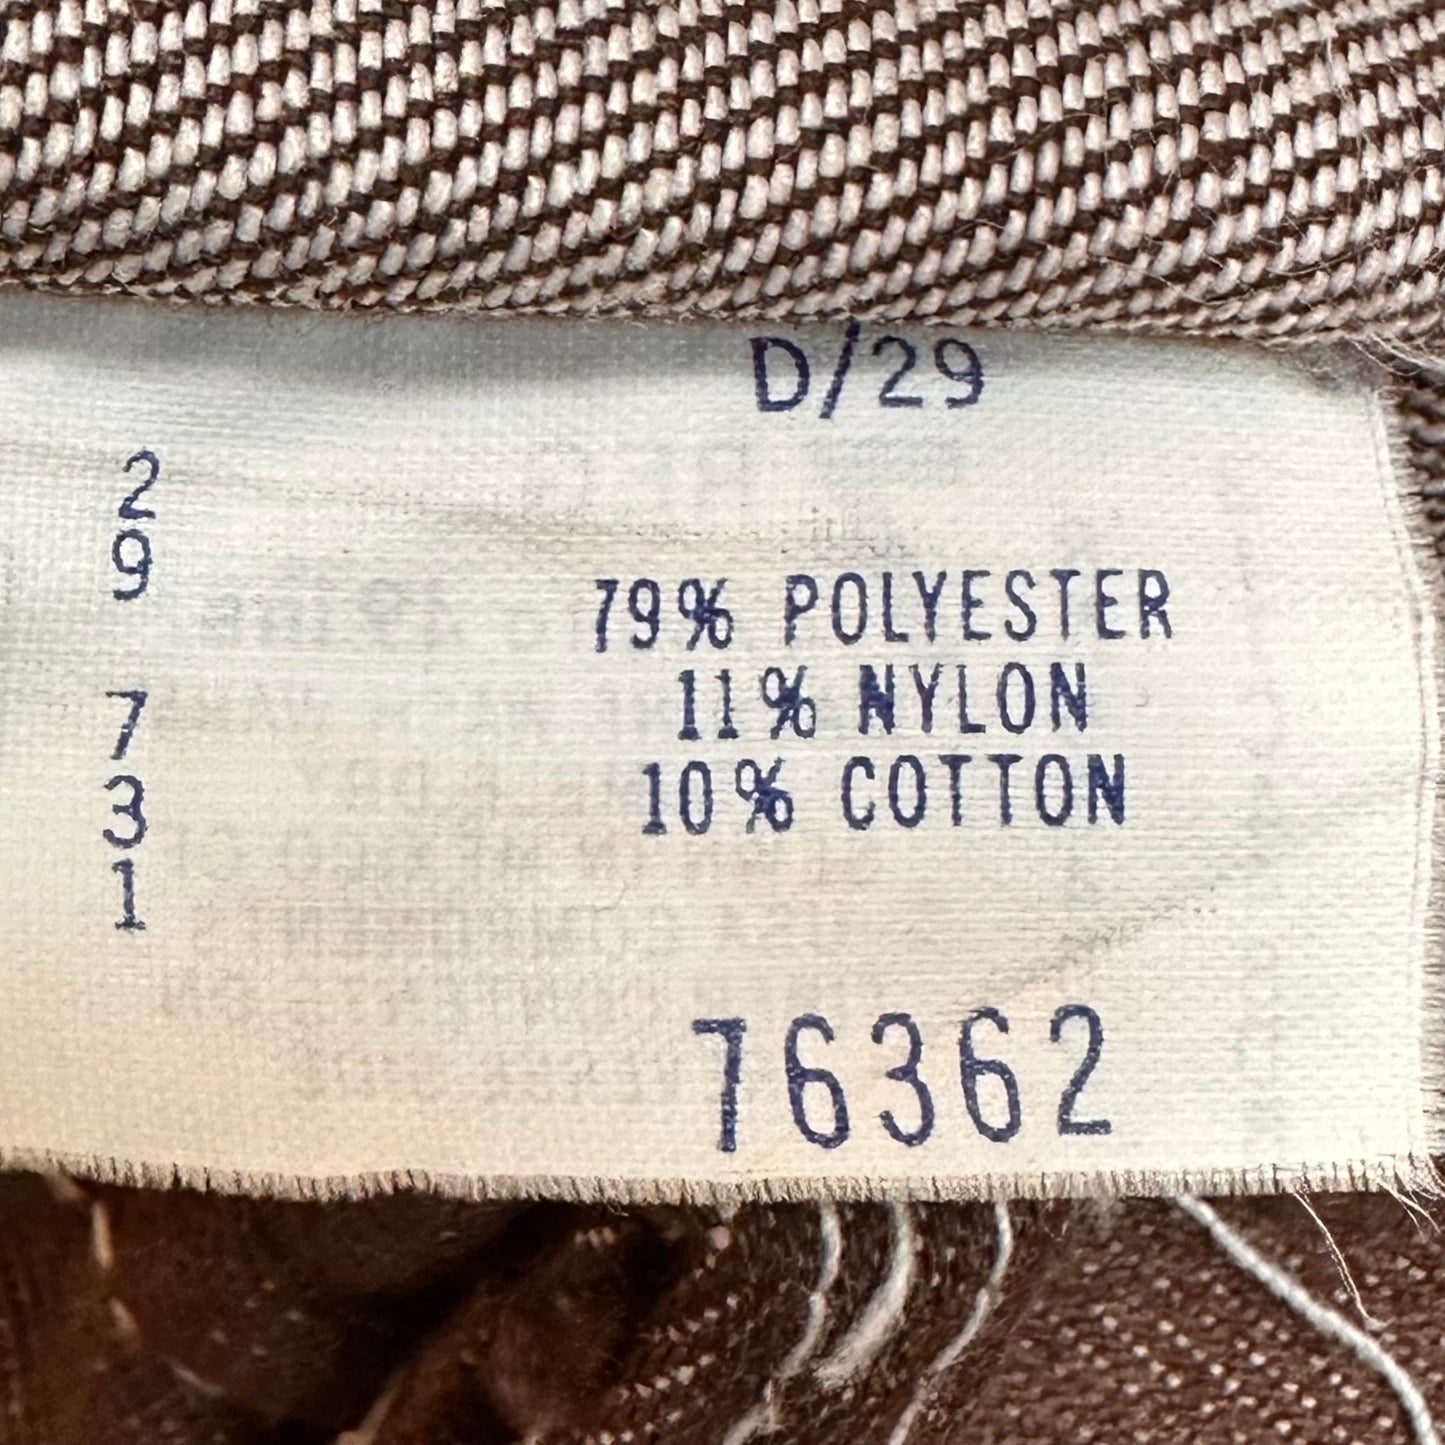 D/29
2
9
7
3
1
79% POLYESTER
11% NYLON
10% COTTON
76362